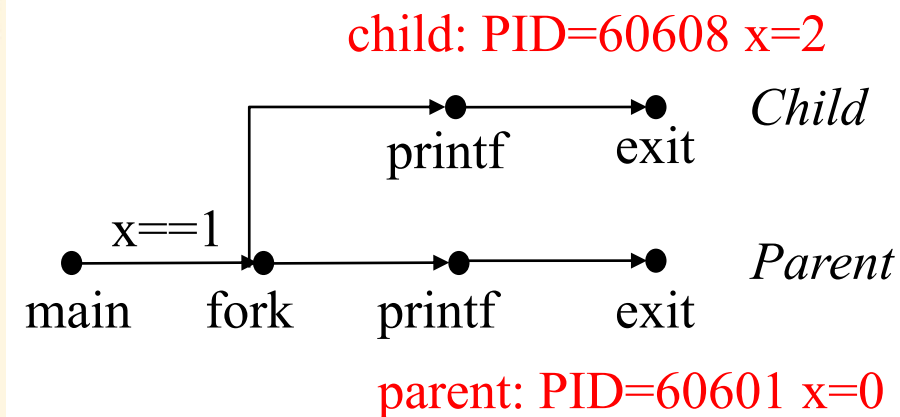 child: PID=60608 x=2
Child
printf exit
x==1
Parent
main fork printf exit
parent: PID=60601 x=0